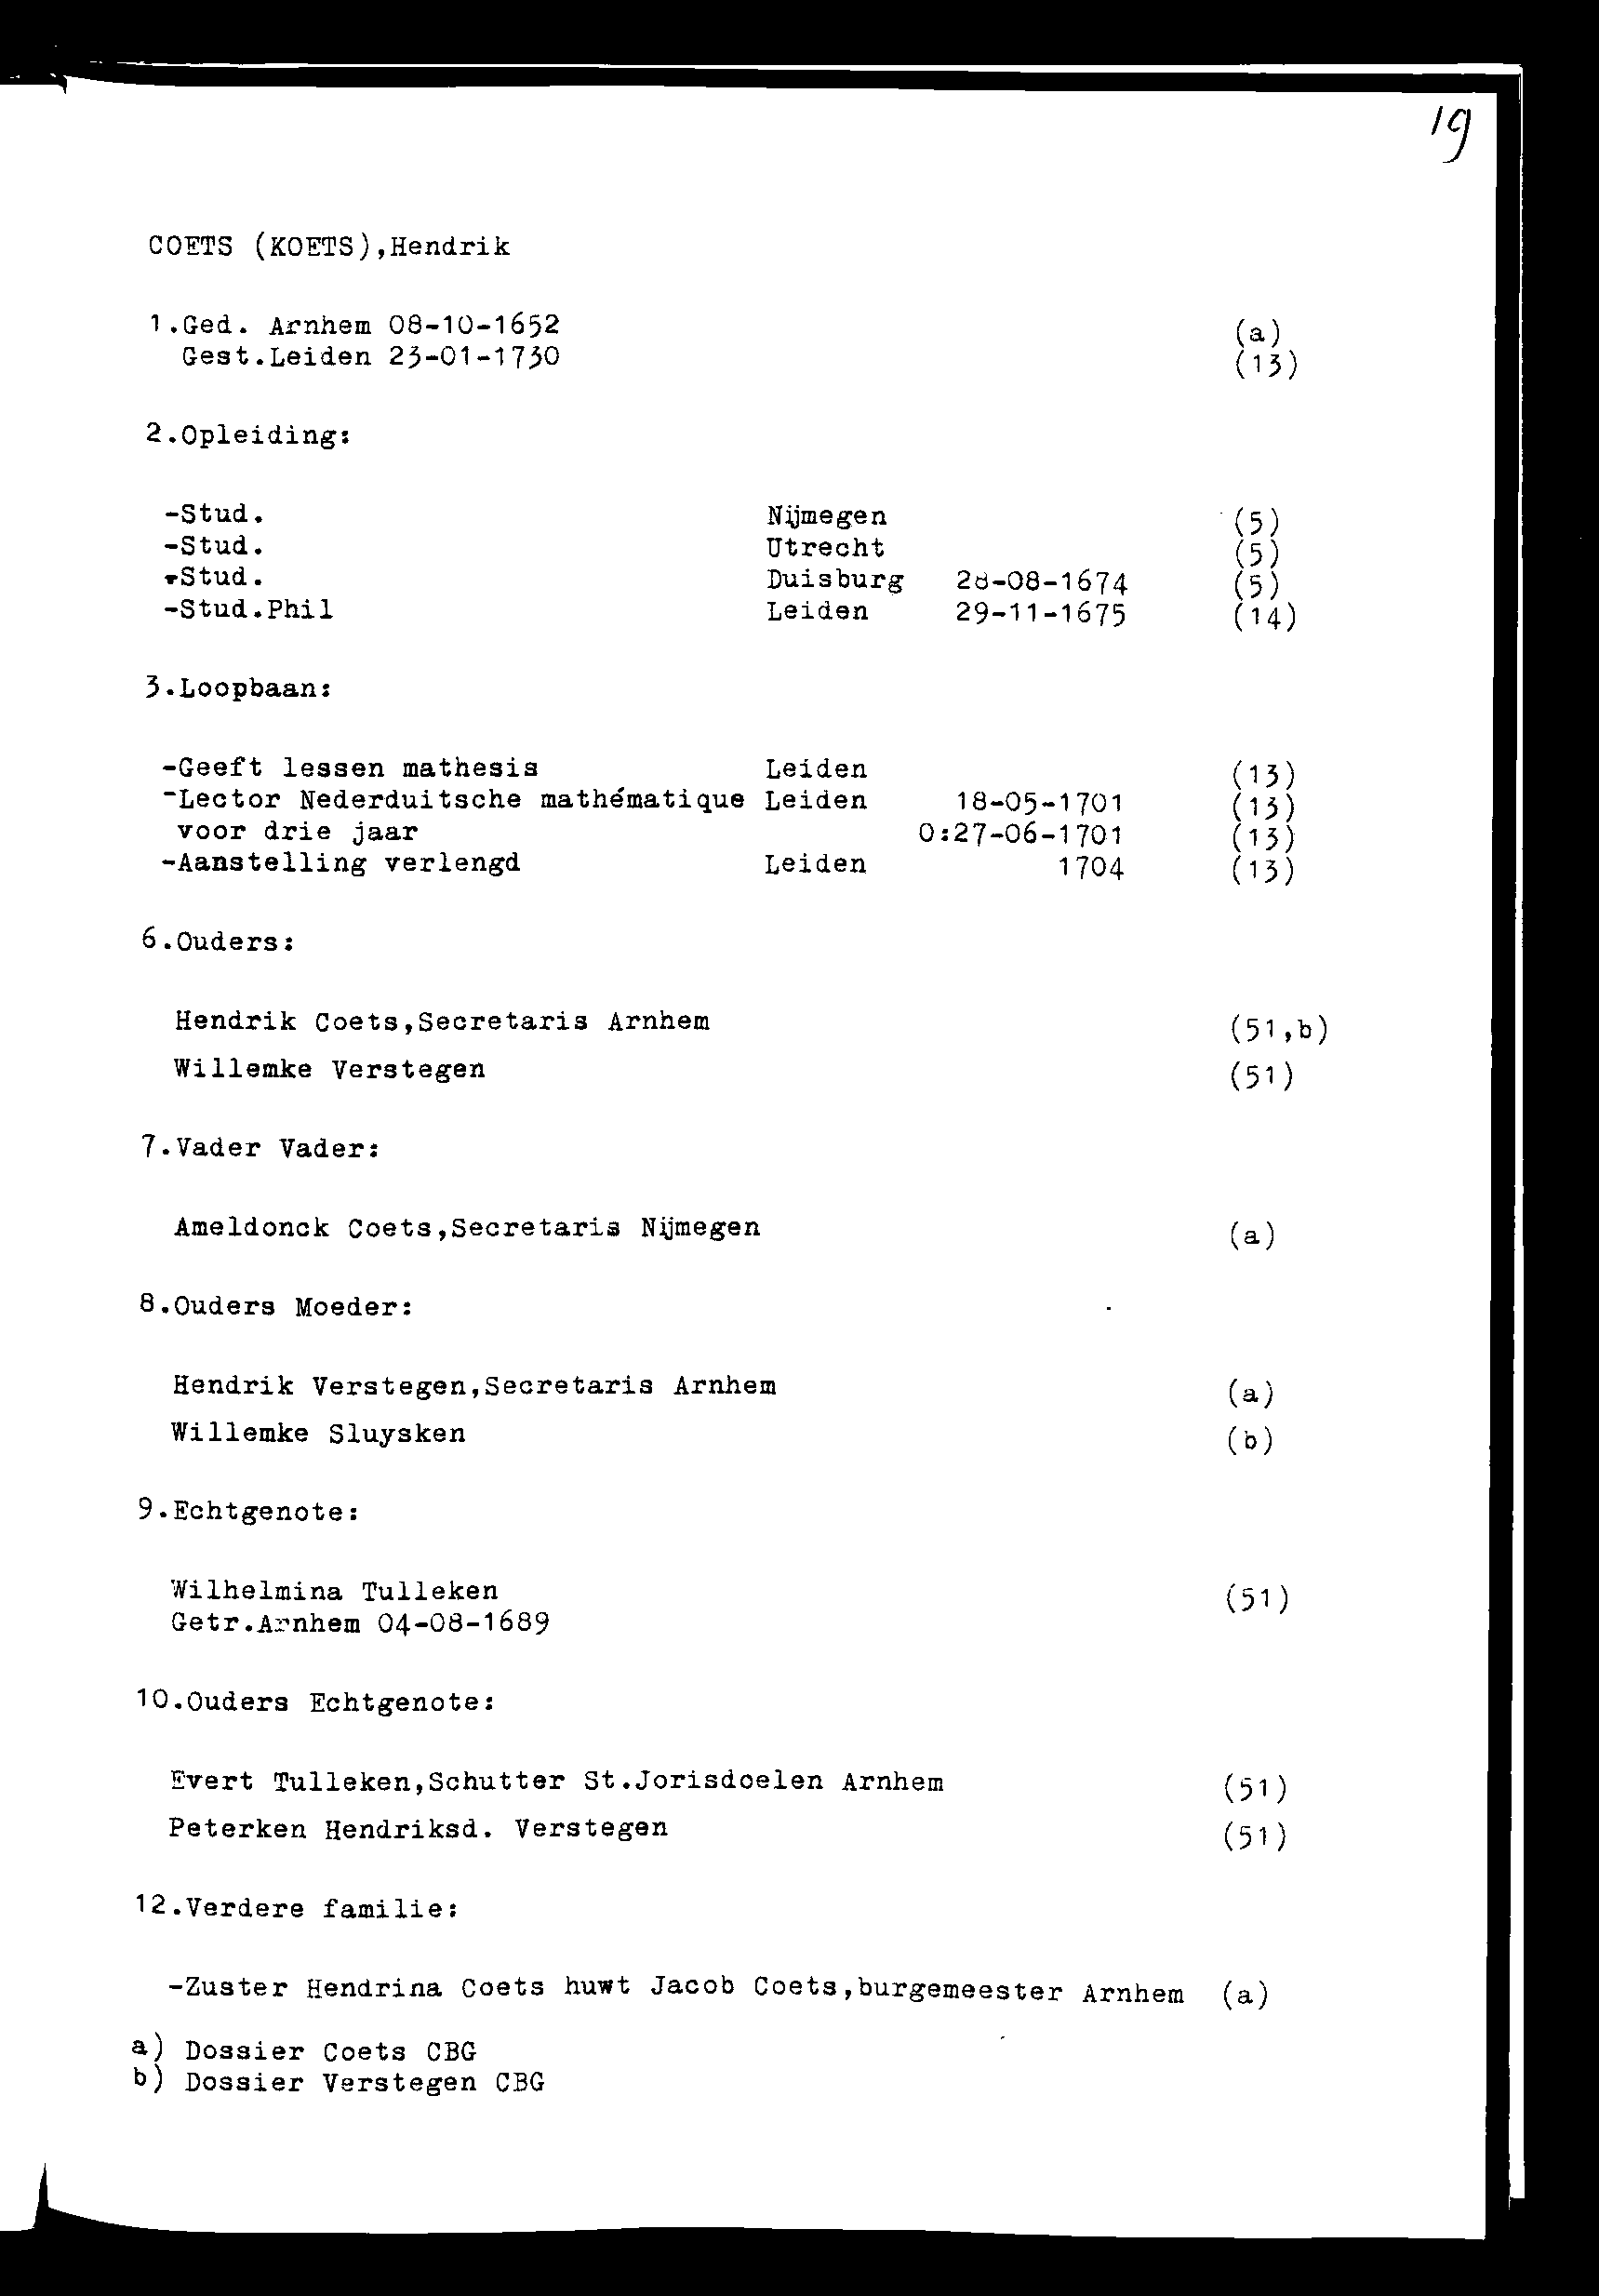 19
COETS (KOETS),Hendrik
1.Ged. Arnhem 08-10-1652 (a)
Gest.Leiden 23-01-1730 (13)
2.Opleiding:
-Stud. Nijmegen (5)
-Stud. Utrecht (5)
-Stud. Duisburg 28-08-1674 (5)
-Stud.Phil Leiden 29-11-1675 (14)
3.Loopbaan:
-Geeft lessen mathesis Leiden (13)
-Lector Nederduitsche mathématique Leiden 18-05-1701 (13)
voor drie jaar 0:27-06-1701 (13)
-Aanstelling verlengd Leiden 1704 (13)
6.Ouders:
Hendrik Coets,Secretaris Arnhem (51,b)
Willemke Verstegen (51)
7.Vader Vader:
Ameldonck Coets,Secretaris Nijmegen (a)
8.Ouders Moeder:
Hendrik Verstegen,Secretaris Arnhem (a)
Willemke Sluysken (b)
9.Echtgenote:
Wilhelmina Tulleken (51)
Getr.Arnhem 04-08-1689
10.Ouders Echtgenote:
Evert Tulleken,Schutter St.Jorisdoelen Arnhem (51)
Peterken Hendriksd. Verstegen (51)
12.Verdere familie:
-Zuster Hendrina Coets huwt Jacob Coets,burgemeester Arnhem (a)
a) Dossier Coets CBG
b) Dossier Verstegen CBG